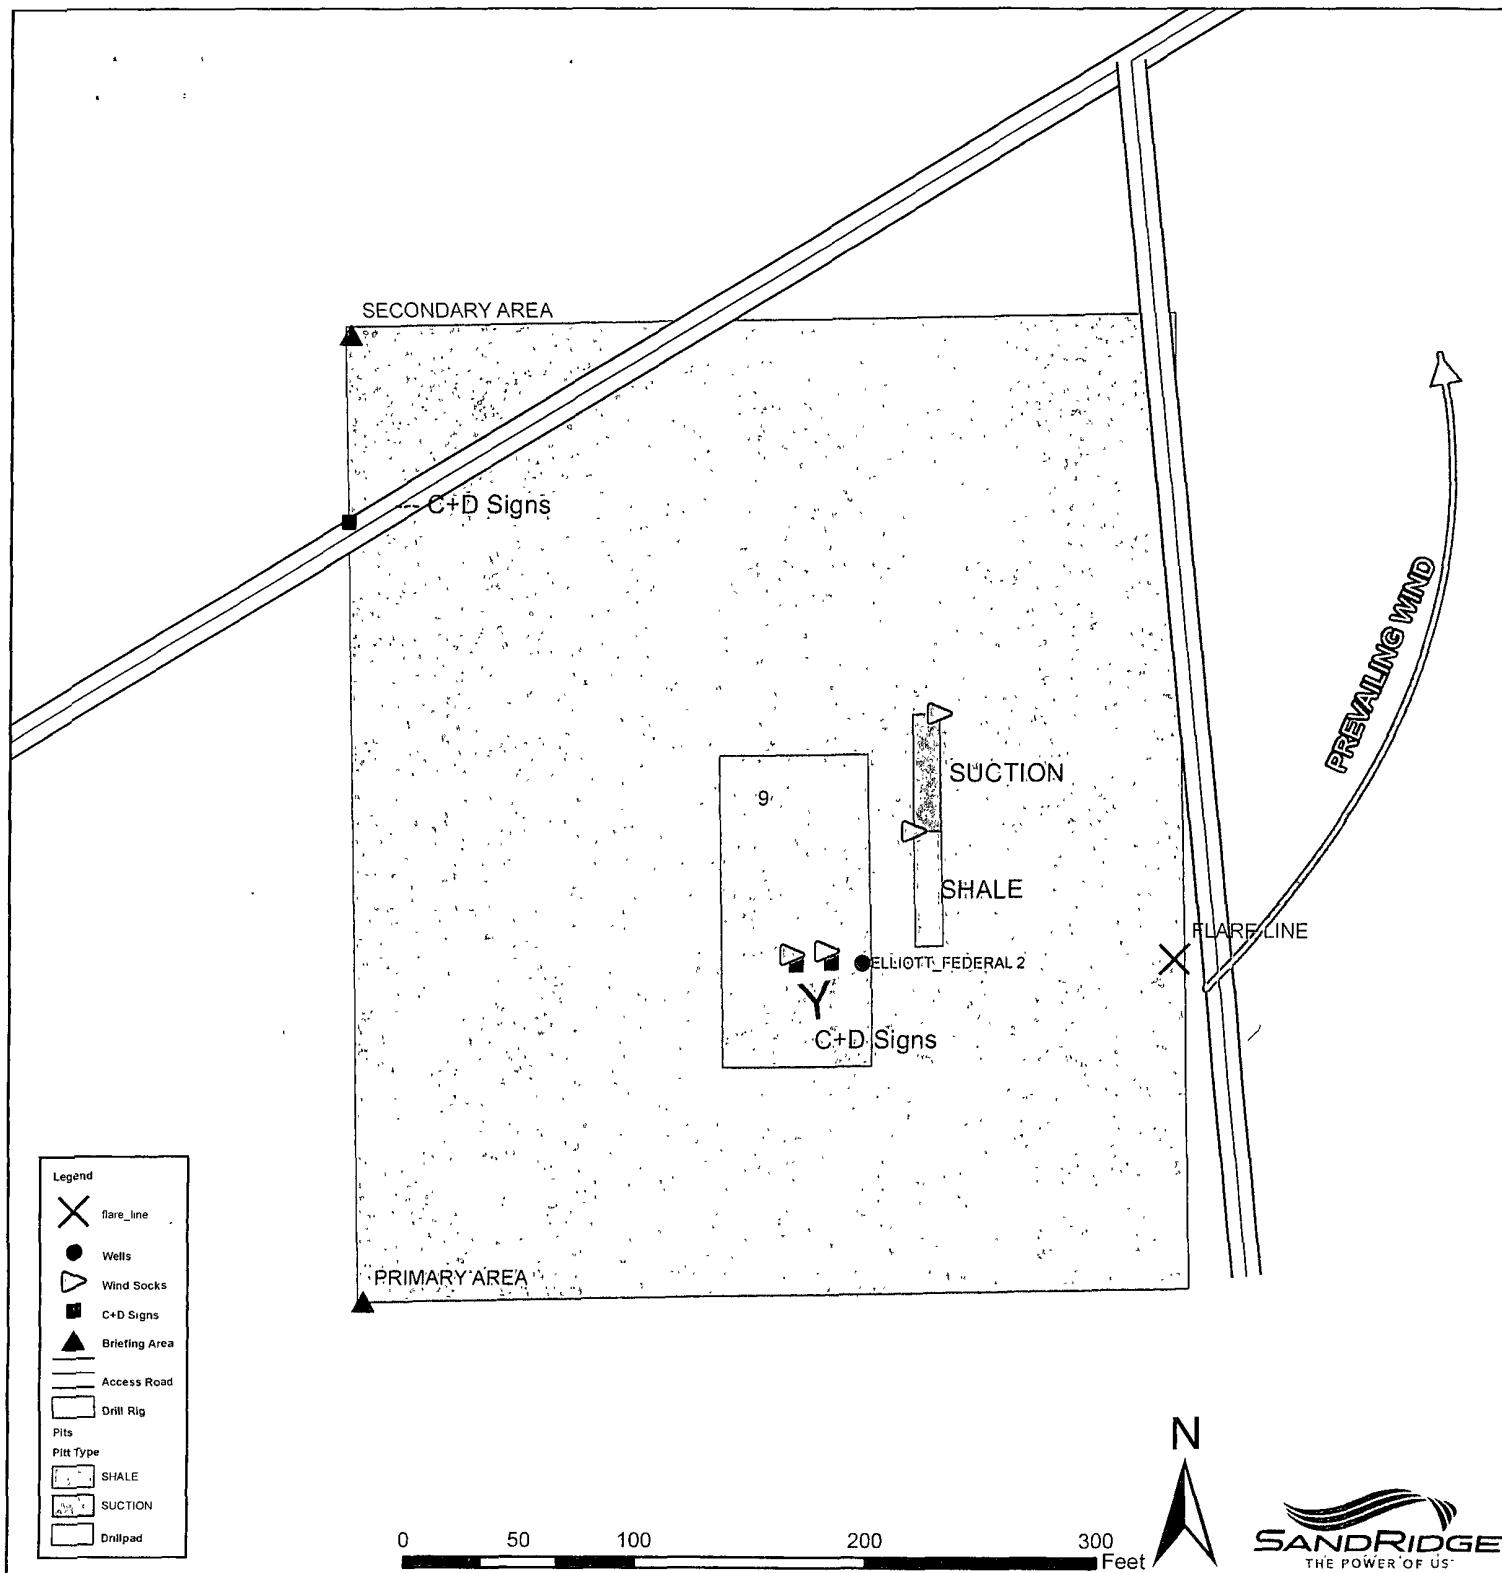 SECONDARY AREA
C+D Signs
PREVAILING WIND
SUCTION
9
SHALE
FLARE LINE
ELLIOTT_FEDERAL 2
Y
C+D Signs
PRIMARY AREA
Legend
flare_line
Wells
Wind Socks
C+D Signs
Briefing Area
Access Road
Drill Rig
Pits
Pitt Type
SHALE
SUCTION
Drillpad
N
0 50 100 200 300
Feet
SANDRIDGE
THE POWER OF US